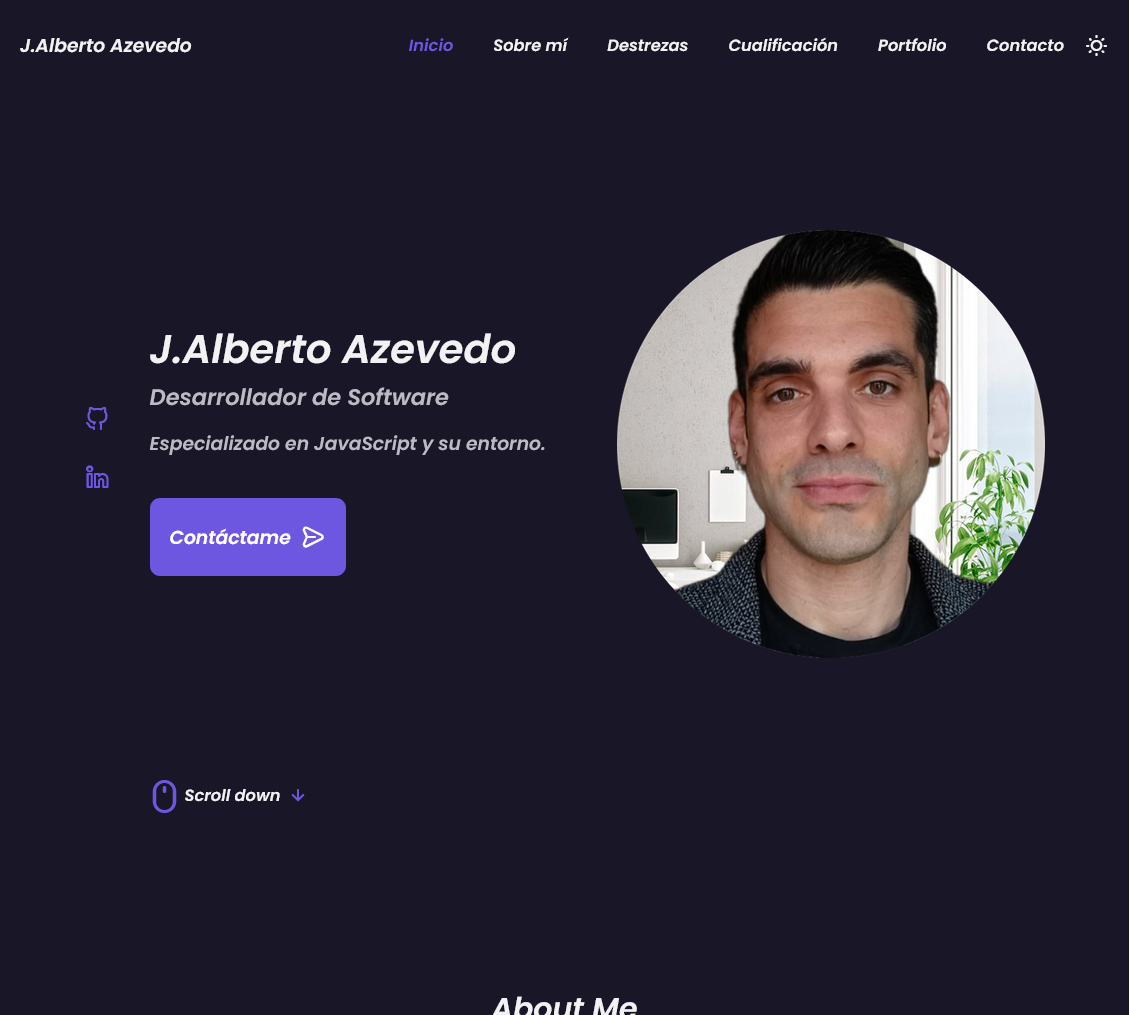 J.Alberto Azevedo
Inicio
Sobre mí
Destrezas
Cualificación
Portfolio
Contacto
J.Alberto Azevedo
Desarrollador de Software
Especializado en JavaScript y su entorno.
Contáctame
Scroll down
About Me